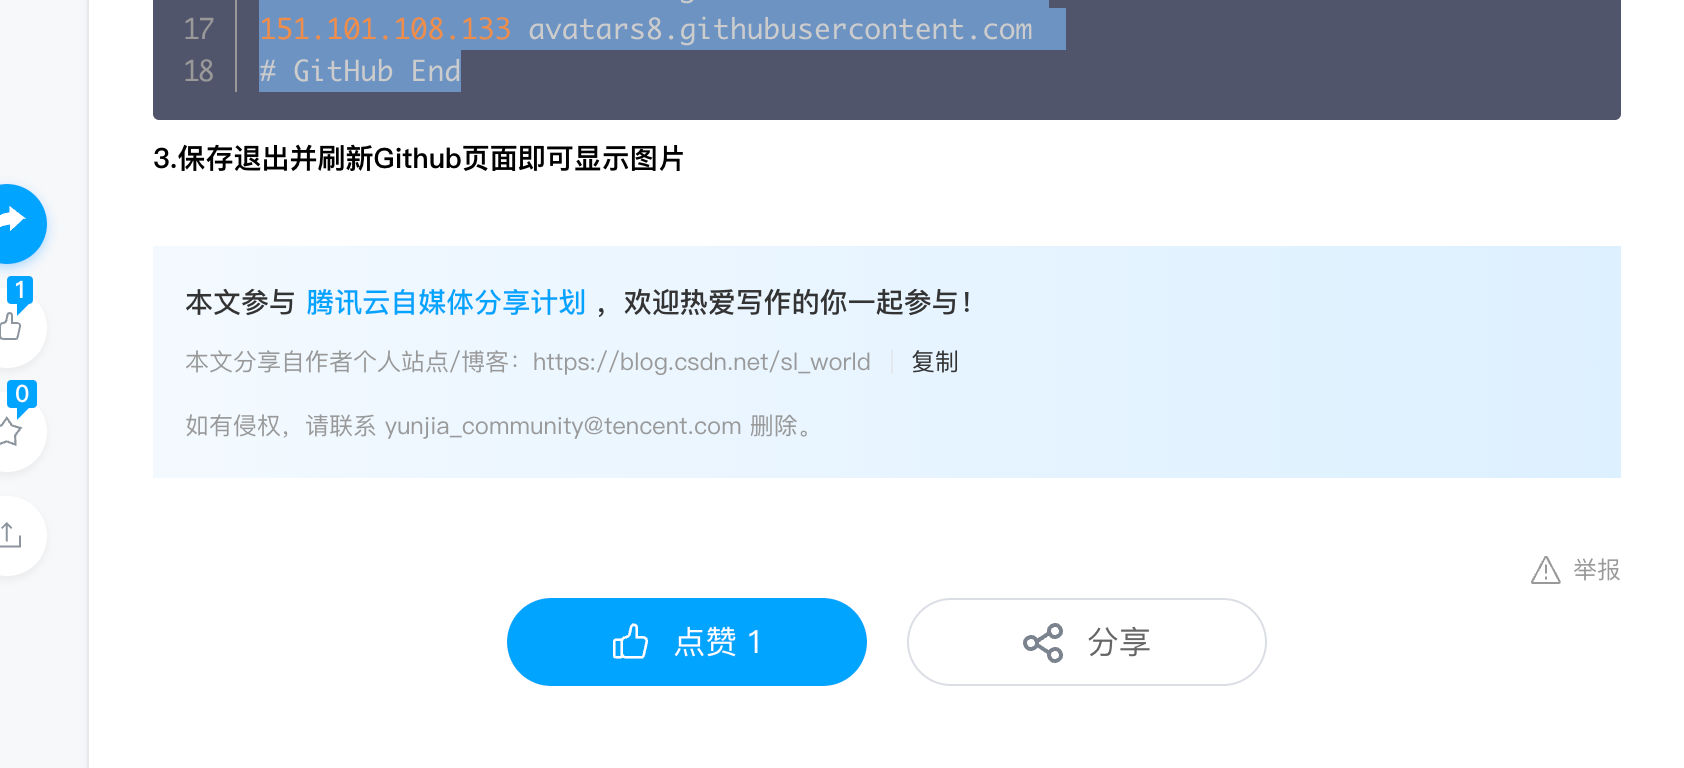 17 151.101.108.133 avatars8.githubusercontent.com
18 # GitHub End
3.保存退出并刷新Github页面即可显示图片
1
0
本文参与 腾讯云自媒体分享计划 ，欢迎热爱写作的你一起参与！
本文分享自作者个人站点/博客：https://blog.csdn.net/sl_world 复制
如有侵权，请联系 yunjia_community@tencent.com 删除。
举报
点赞 1
分享